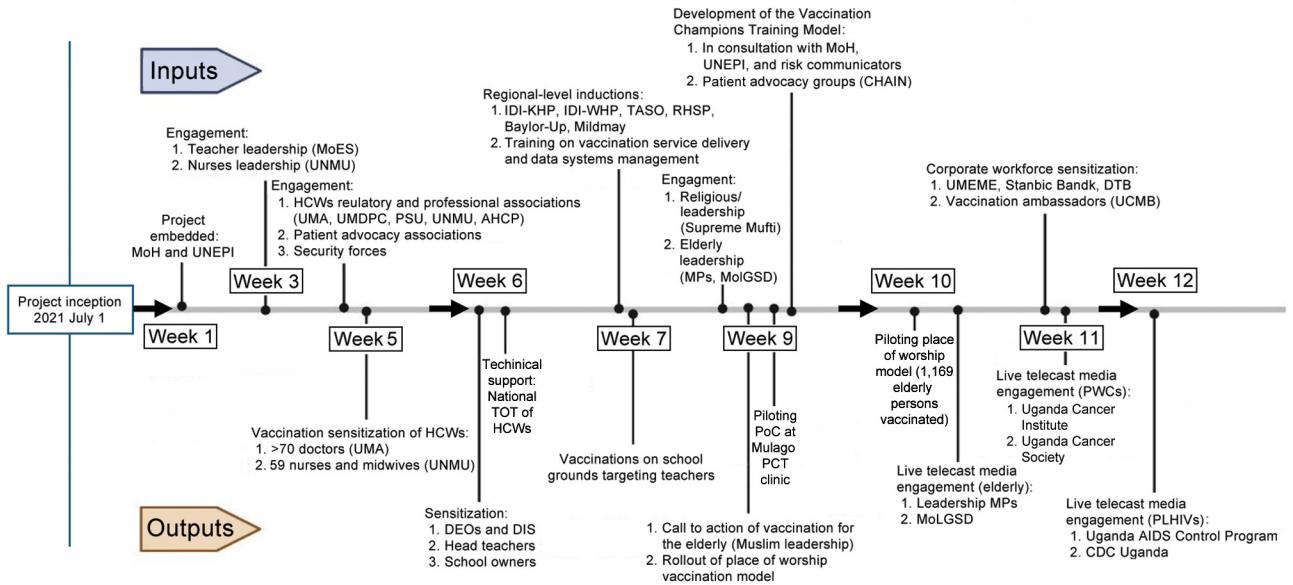 Inputs
Engagement:
1. Teacher leadership (MoES)
2. Nurses leadership (UNMU)
Engagement:
1. HCWs reulatory and professional associations
(UMA, UMDPC, PSU, UNMU, AHCP)
2. Patient advocacy associations
3. Security forces
Project
embedded:
MoH and UNEPI
Regional-level inductions:
1. IDI-KHP, IDI-WHP, TASO, RHSP,
Baylor-Up, Mildmay
2. Training on vaccination service delivery
and data systems management
Engagment:
1. Religious/
leadership
(Supreme Mufti)
2. Elderly
leadership
(MPs, MolGSD)
Development of the Vaccination
Champions Training Model:
1. In consultation with MoH,
UNEPI, and risk communicators
2. Patient advocacy groups (CHAIN)
Corporate workforce sensitization:
1. UMEME, Stanbic Bandk, DTB
2. Vaccination ambassadors (UCMB)
Project inception
2021 July 1
Week 1
Week 3
Week 5
Week 6
Week 7
Week 9
Week 10
Week 11
Week 12
Vaccination sensitization of HCWs:
1. >70 doctors (UMA)
2. 59 nurses and midwives (UNMU)
Techinical
support:
National
TOT of
HCWs
Sensitization:
1. DEOs and DIS
2. Head teachers
3. School owners
Vaccinations on school
grounds targeting teachers
Piloting
PoC at
Mulago
PCT
clinic
1. Call to action of vaccination for
the elderly (Muslim leadership)
2. Rollout of place of worship
vaccination model
Piloting place
of worship
model (1,169
elderly
persons
vaccinated)
Live telecast media
engagement (elderly):
1. Leadership MPs
2. MoLGSD
Live telecast media
engagement (PWCs):
1. Uganda Cancer
Institute
2. Uganda Cancer
Society
Live telecast media
engagement (PLHIVs):
1. Uganda AIDS Control Program
2. CDC Uganda
Outputs